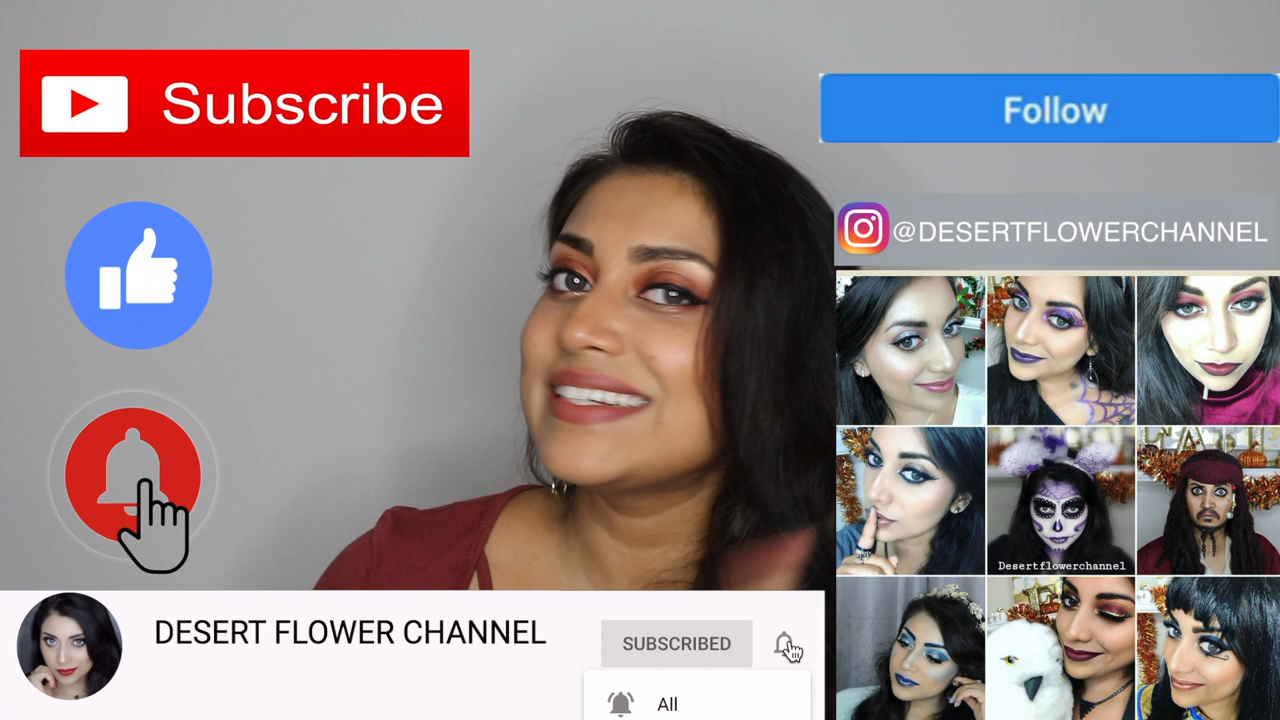 Subscribe
Follow
@DESERTFLOWERCHANNEL
Desertflowerchannel
DESERT FLOWER CHANNEL
SUBSCRIBED
All